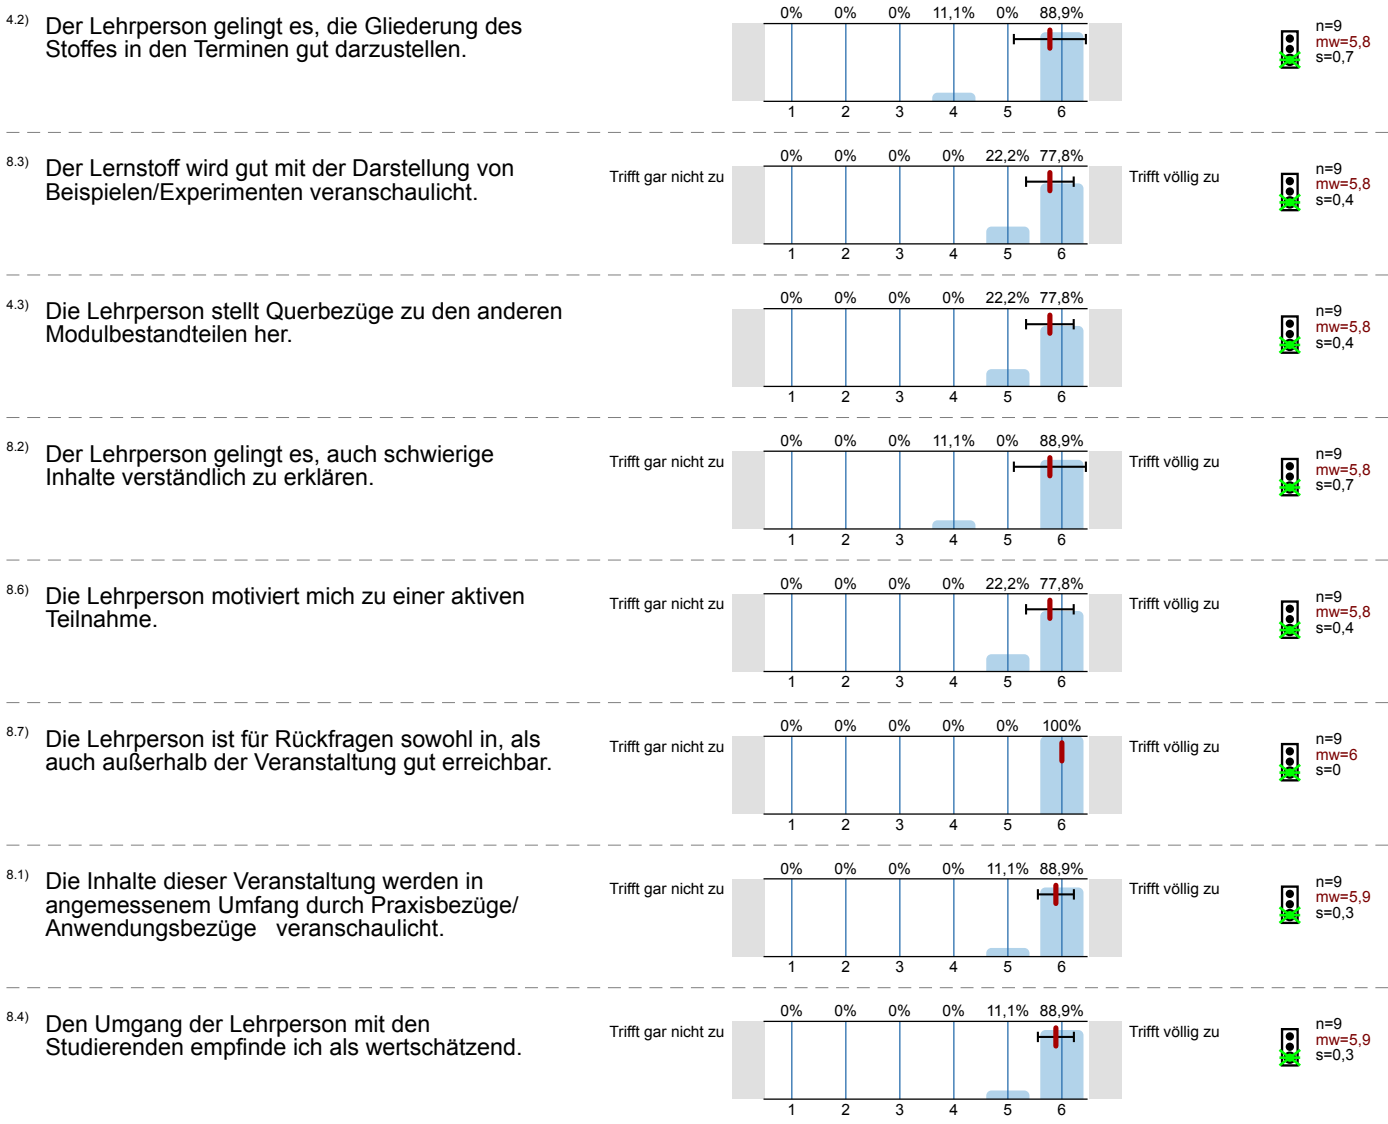 4.2) Der Lehrperson gelingt es, die Gliederung des
Stoffes in den Terminen gut darzustellen.
0% 0% 0% 11,1% 0% 88,9%
1 2 3 4 5 6
n=9
mw=5,8
s=0,7
8.3) Der Lernstoff wird gut mit der Darstellung von
Beispielen/Experimenten veranschaulicht.
Trifft gar nicht zu
0% 0% 0% 0% 22,2% 77,8%
1 2 3 4 5 6
Trifft völlig zu
n=9
mw=5,8
s=0,4
4.3) Die Lehrperson stellt Querbezüge zu den anderen
Modulbestandteilen her.
0% 0% 0% 0% 22,2% 77,8%
1 2 3 4 5 6
n=9
mw=5,8
s=0,4
8.2) Der Lehrperson gelingt es, auch schwierige
Inhalte verständlich zu erklären.
Trifft gar nicht zu
0% 0% 0% 11,1% 0% 88,9%
1 2 3 4 5 6
Trifft völlig zu
n=9
mw=5,8
s=0,7
8.6) Die Lehrperson motiviert mich zu einer aktiven
Teilnahme.
Trifft gar nicht zu
0% 0% 0% 0% 22,2% 77,8%
1 2 3 4 5 6
Trifft völlig zu
n=9
mw=5,8
s=0,4
8.7) Die Lehrperson ist für Rückfragen sowohl in, als
auch außerhalb der Veranstaltung gut erreichbar.
Trifft gar nicht zu
0% 0% 0% 0% 0% 100%
1 2 3 4 5 6
Trifft völlig zu
n=9
mw=6
s=0
8.1) Die Inhalte dieser Veranstaltung werden in
angemessenem Umfang durch Praxisbezüge/
Anwendungsbezüge veranschaulicht.
Trifft gar nicht zu
0% 0% 0% 0% 11,1% 88,9%
1 2 3 4 5 6
Trifft völlig zu
n=9
mw=5,9
s=0,3
8.4) Den Umgang der Lehrperson mit den
Studierenden empfinde ich als wertschätzend.
Trifft gar nicht zu
0% 0% 0% 0% 11,1% 88,9%
1 2 3 4 5 6
Trifft völlig zu
n=9
mw=5,9
s=0,3